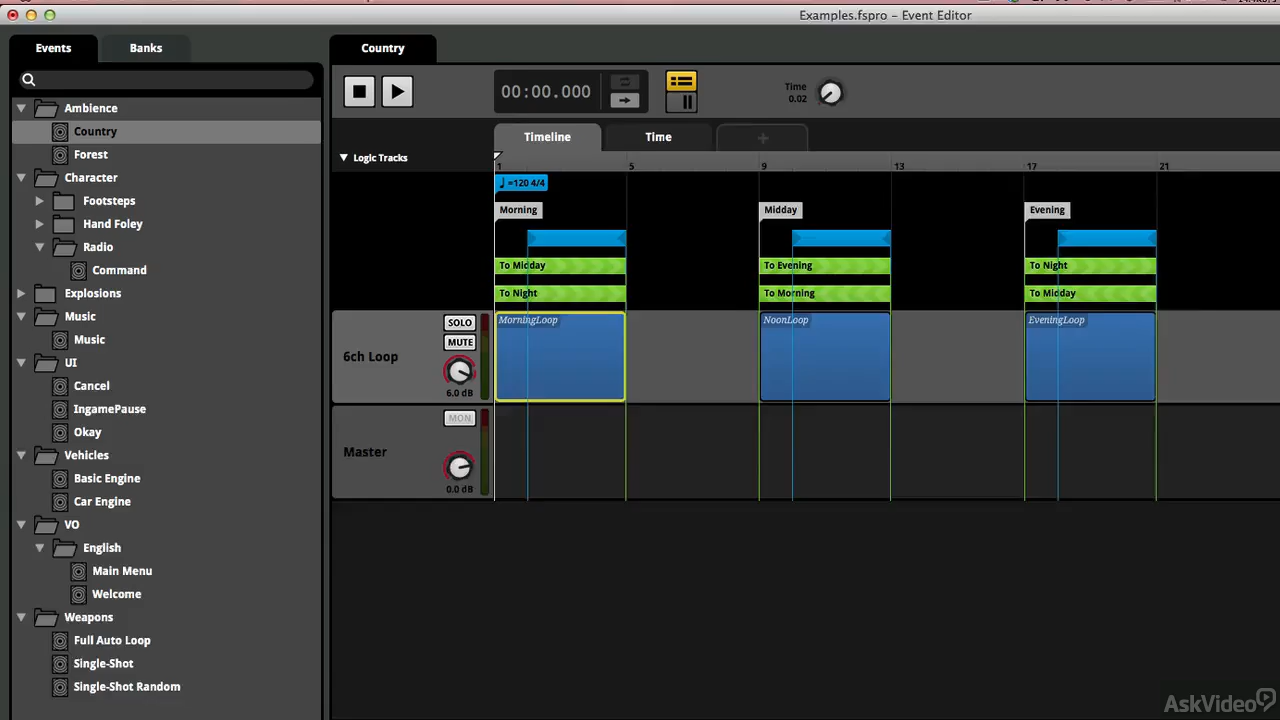 Examples.fspro – Event Editor
Events
Banks
Country
Ambience
Country
Forest
Character
Footsteps
Hand Foley
Radio
Command
Explosions
Music
Music
UI
Cancel
IngamePause
Okay
Vehicles
Basic Engine
Car Engine
VO
English
Main Menu
Welcome
Weapons
Full Auto Loop
Single-Shot
Single-Shot Random
00:00.000
Time
0.02
Timeline
Time
+
Logic Tracks
1 5 9 13 17 21
=120 4/4
Morning Midday Evening
To Midday To Evening To Night
To Night To Morning To Midday
6ch Loop
SOLO
MUTE
6.0 dB
MorningLoop NoonLoop EveningLoop
Master
MON
0.0 dB
AskVideo